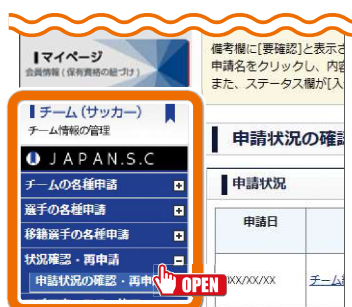 マイページ
会員情報（保有資格の紐づけ）
チーム（サッカー）
チーム情報の管理
JAPAN.S.C
チームの各種申請
選手の各種申請
移籍選手の各種申請
状況確認・再申請
申請状況の確認・再申
OPEN
備考欄に[要確認]と表示さ
申請名をクリックし、内容
また、ステータス欄が[入
申請状況の確認
申請状況
申請日
XX/XX/XX
チーム